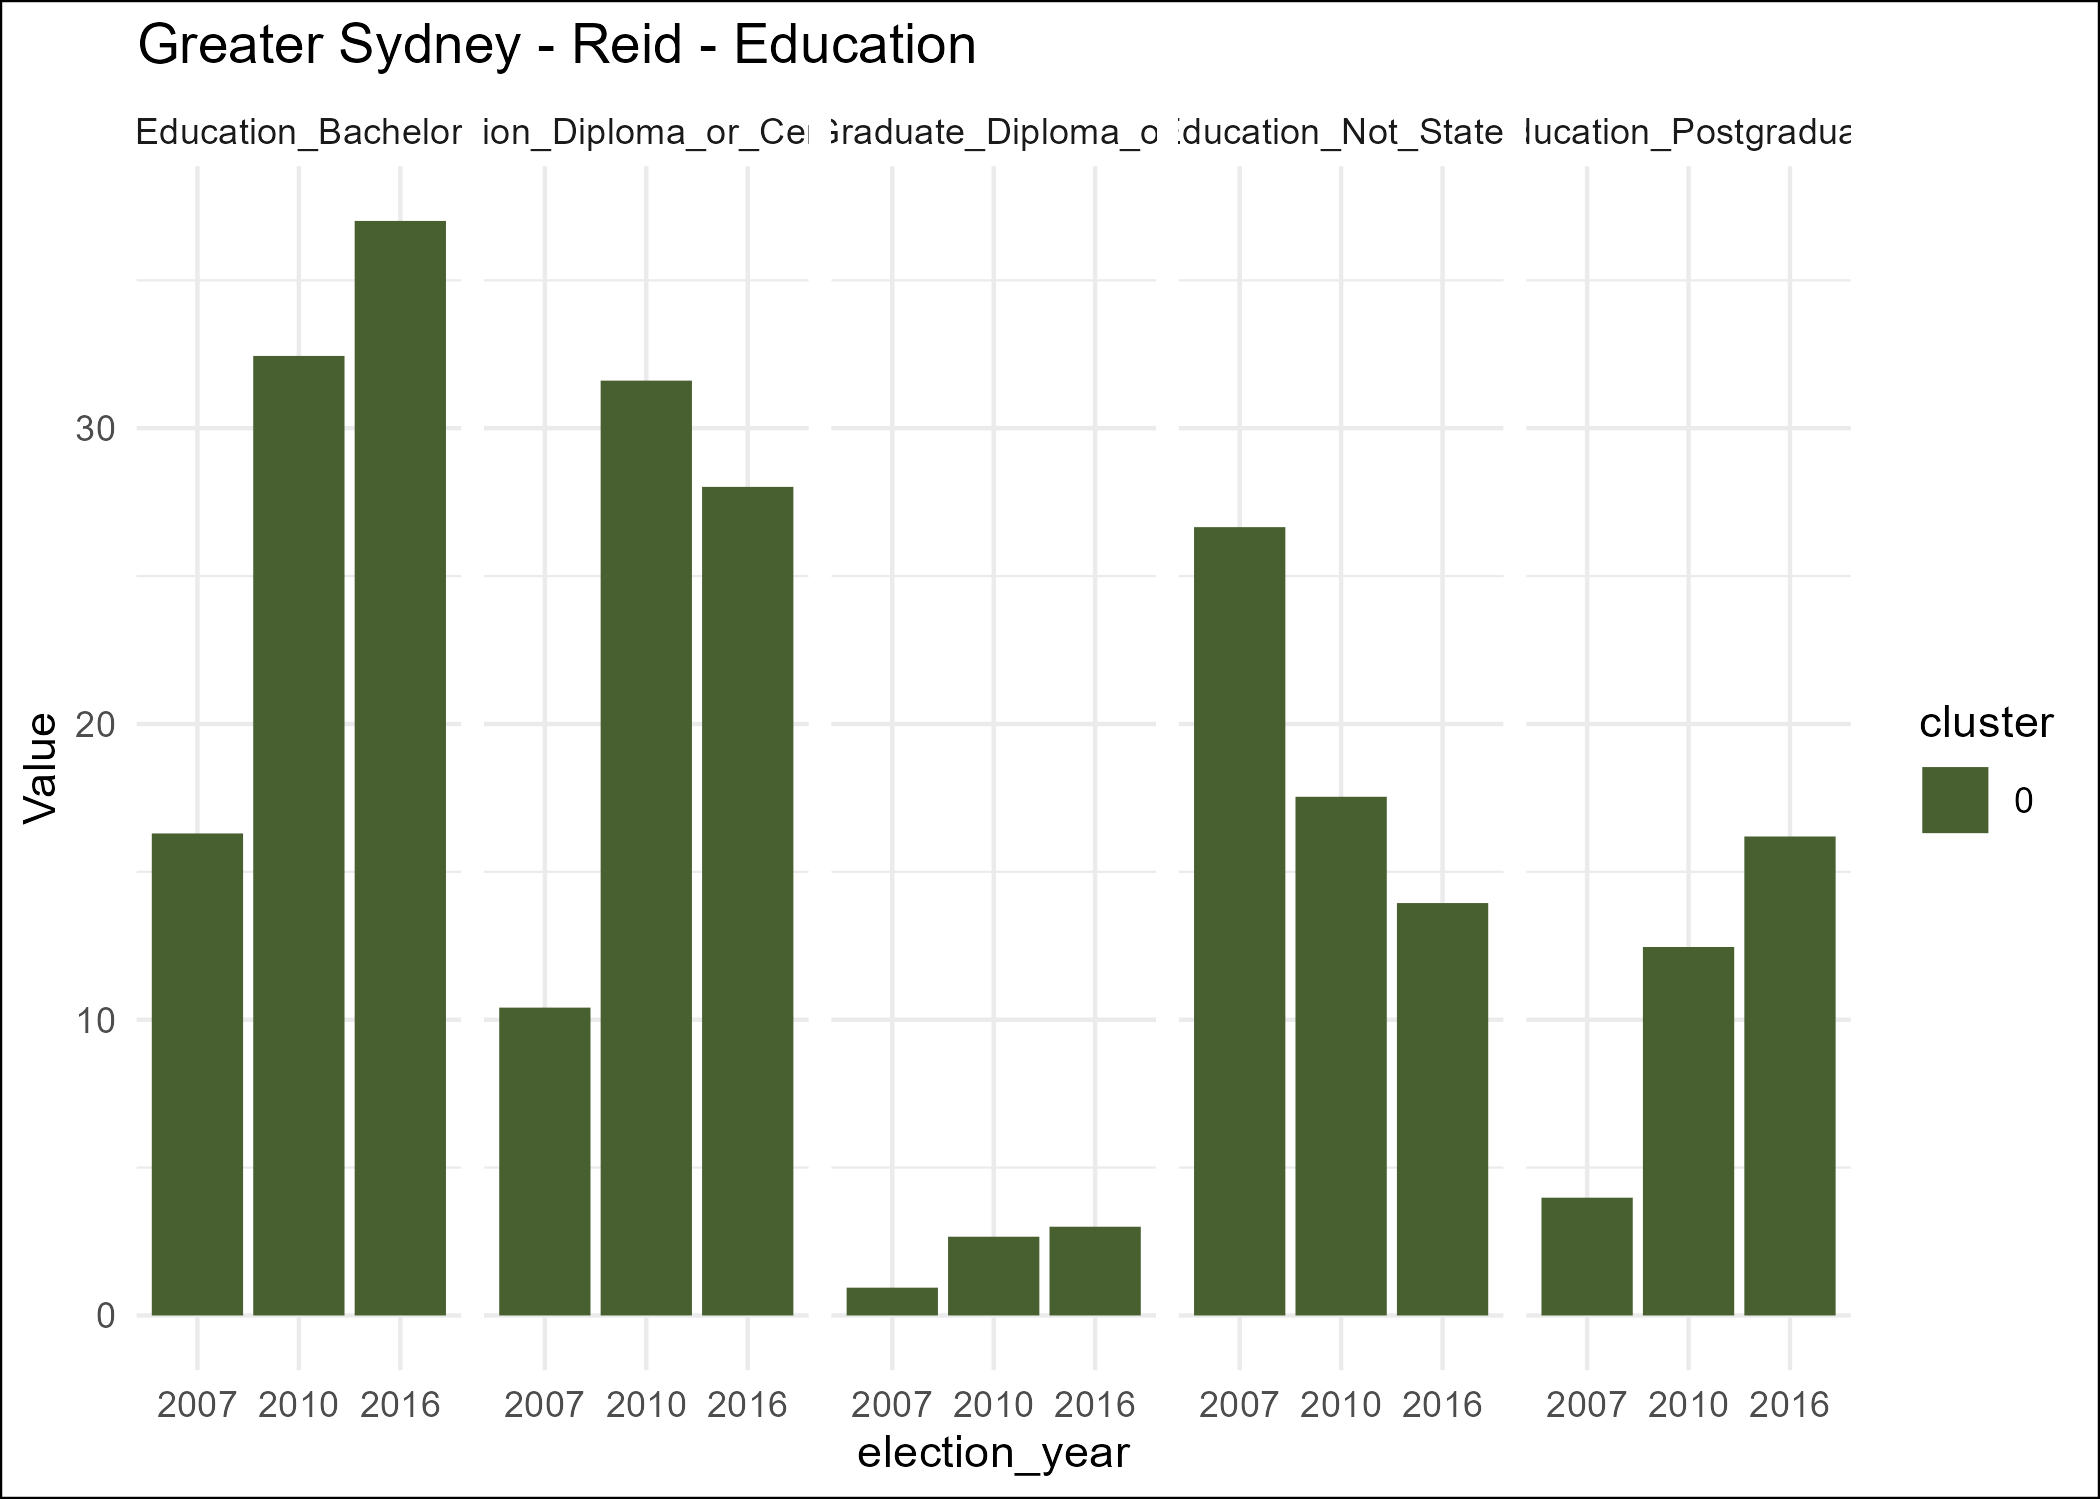 Greater Sydney - Reid - Education
Education_Bachelor ion_Diploma_or_Cer Graduate_Diploma_o Education_Not_State ducation_Postgradua
30
20
10
0
Value
2007 2010 2016 2007 2010 2016 2007 2010 2016 2007 2010 2016 2007 2010 2016
election_year
cluster
0